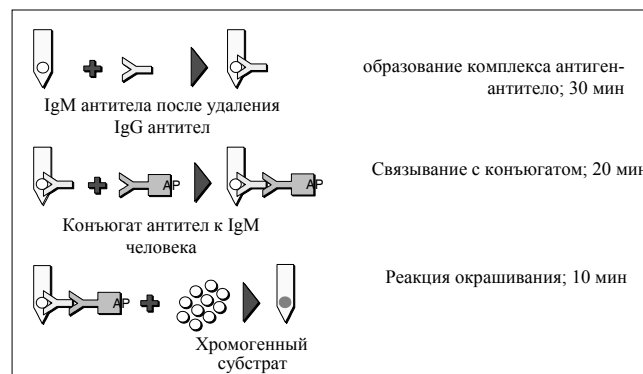 образование комплекса антиген-
антитело; 30 мин
IgM антитела после удаления
IgG антител
AP
AP
Связывание с конъюгатом; 20 мин
Конъюгат антител к IgM
человека
AP
Реакция окрашивания; 10 мин
Хромогенный
субстрат